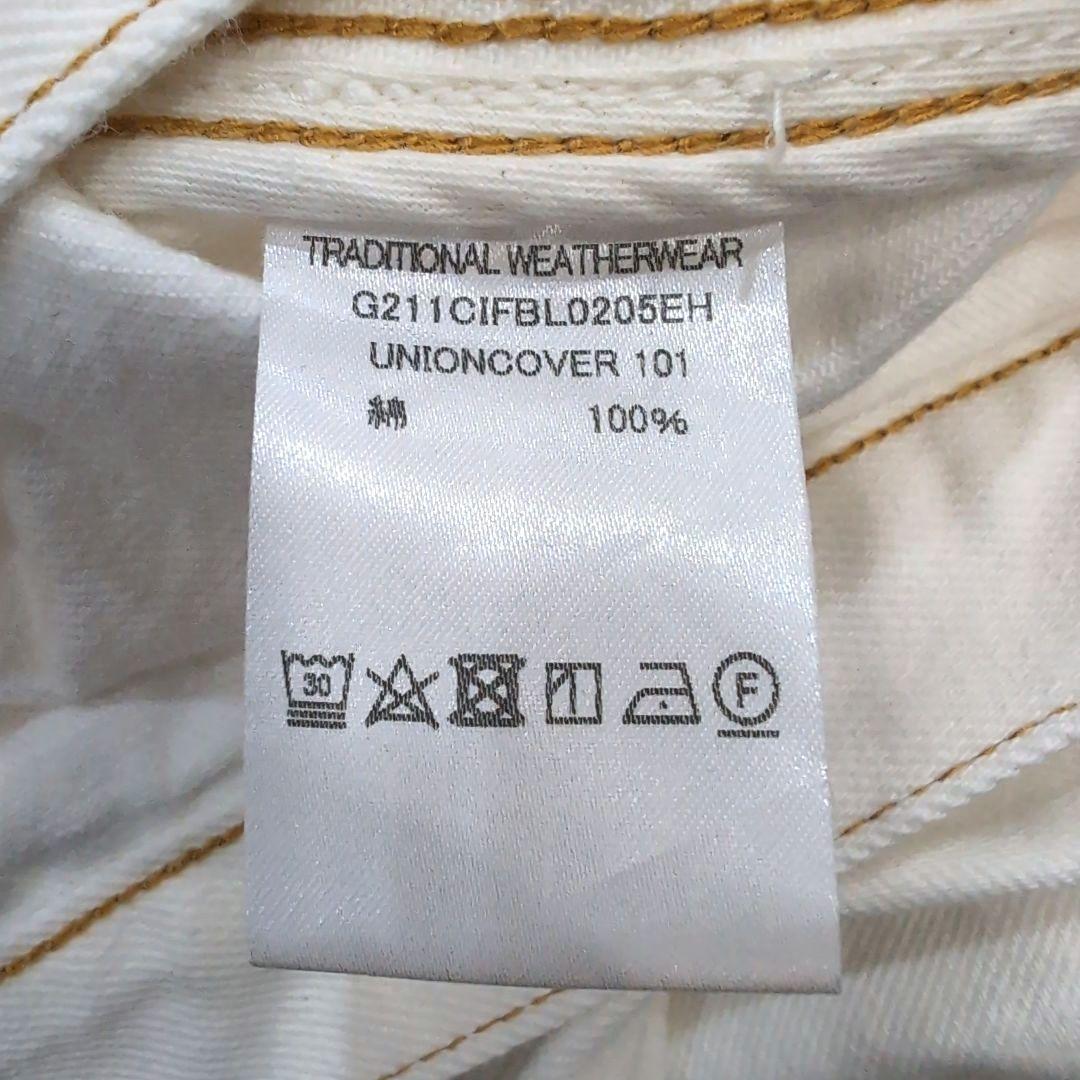 TRADITIONAL WEATHERWEAR
G211CIFBL0205EH
UNIONCOVER 101
綿 100%
30
F